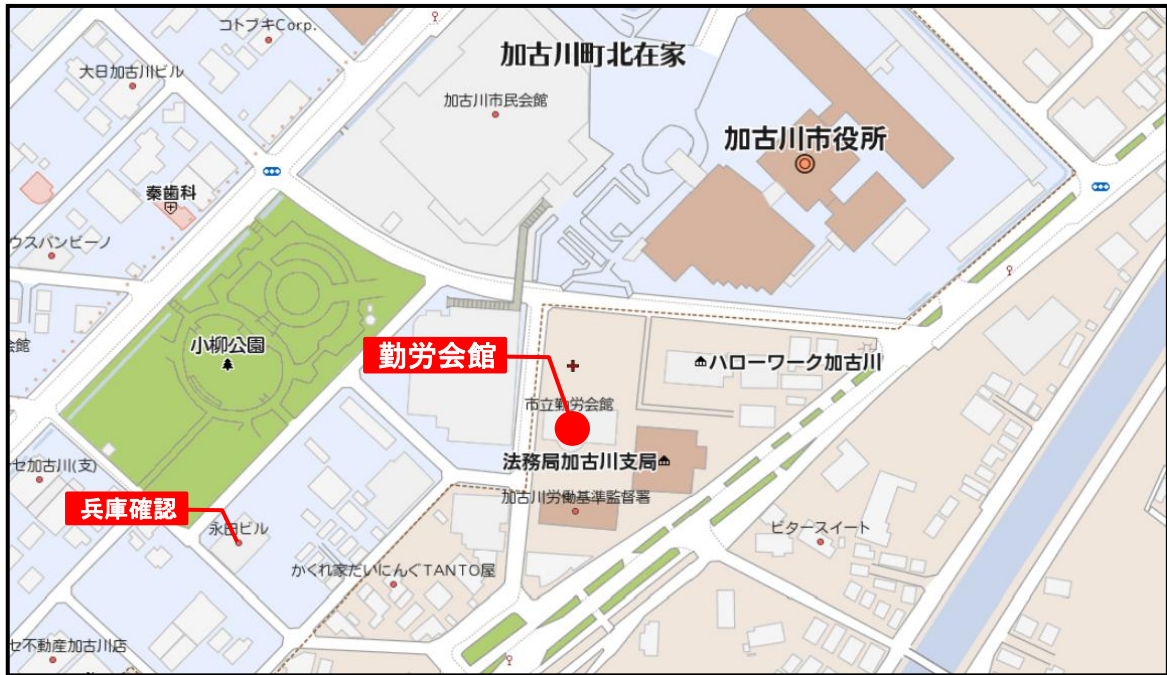 コトブキCorp.
加古川町北在家
大日加古川ビル
加古川市民会館
加古川市役所
秦歯科
ウスパンビーノ
会館
小柳公園
勤労会館
ハローワーク加古川
市立勤労会館
セ加古川(支)
法務局加古川支局
加古川労働基準監督署
兵庫確認
永田ビル
ビタースイート
かくれ家だいにんぐTANTO屋
セ不動産加古川店